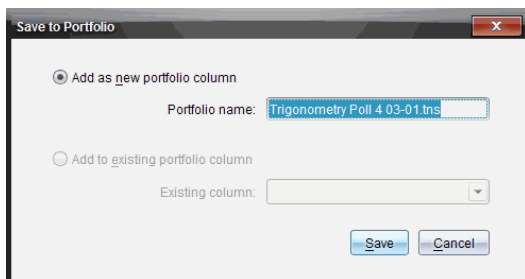 Save to Portfolio
x
Add as new portfolio column
Portfolio name: Trigonometry Poll 4 03-01.tns
Add to existing portfolio column
Existing column:
Save Cancel